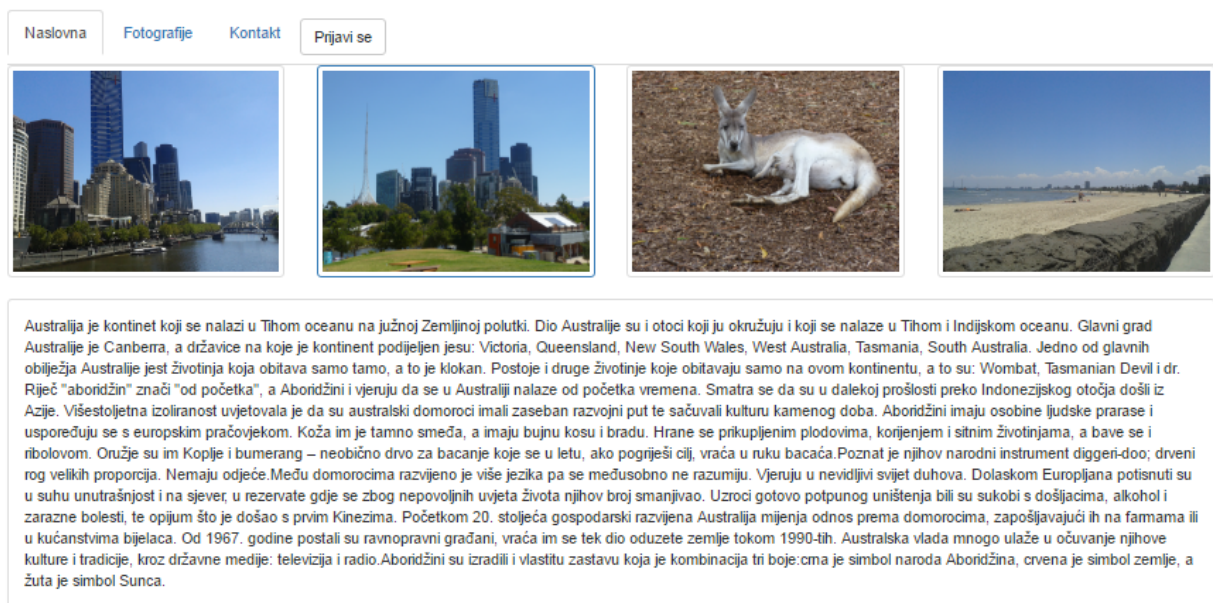 Naslovna Fotografije Kontakt Prijavi se
Australija je kontinet koji se nalazi u Tihom oceanu na južnoj Zemljinoj polutki. Dio Australije su i otoci koji ju okružuju i koji se nalaze u Tihom i Indijskom oceanu. Glavni grad
Australije je Canberra, a državice na koje je kontinent podijeljen jesu: Victoria, Queensland, New South Wales, West Australia, Tasmania, South Australia. Jedno od glavnih
obilježja Australije jest životinja koja obitava samo tamo, a to je klokan. Postoje i druge životinje koje obitavaju samo na ovom kontinentu, a to su: Wombat, Tasmanian Devil i dr.
Riječ "aboridžin" znači "od početka", a Aboridžini i vjeruju da se u Australiji nalaze od početka vremena. Smatra se da su u dalekoj prošlosti preko Indonezijskog otočja došli iz
Azije. Višestoljetna izoliranost uvjetovala je da su australski domoroci imali zaseban razvojni put te sačuvali kulturu kamenog doba. Aboridžini imaju osobine ljudske prarase i
uspoređuju se s europskim pračovjekom. Koža im je tamno smeđa, a imaju bujnu kosu i bradu. Hrane se prikupljenim plodovima, korijenjem i sitnim životinjama, a bave se i
ribolovom. Oružje su im Koplje i bumerang – neobično drvo za bacanje koje se u letu, ako pogriješi cilj, vraća u ruku bacača.Poznat je njihov narodni instrument diggeri-doo; drveni
rog velikih proporcija. Nemaju odjeće.Među domorocima razvijeno je više jezika pa se međusobno ne razumiju. Vjeruju u nevidljivi svijet duhova. Dolaskom Europljana potisnuti su
u suhu unutrašnjost i na sjever, u rezervate gdje se zbog nepovoljnih uvjeta života njihov broj smanjivao. Uzroci gotovo potpunog uništenja bili su sukobi s došljacima, alkohol i
zarazne bolesti, te opijum što je došao s prvim Kinezima. Početkom 20. stoljeća gospodarski razvijena Australija mijenja odnos prema domorocima, zapošljavajući ih na farmama ili
u kućanstvima bijelaca. Od 1967. godine postali su ravnopravni građani, vraća im se tek dio oduzete zemlje tokom 1990-tih. Australska vlada mnogo ulaže u očuvanje njihove
kulture i tradicije, kroz državne medije: televizija i radio.Aboridžini su izradili i vlastitu zastavu koja je kombinacija tri boje:crna je simbol naroda Aboridžina, crvena je simbol zemlje, a
žuta je simbol Sunca.